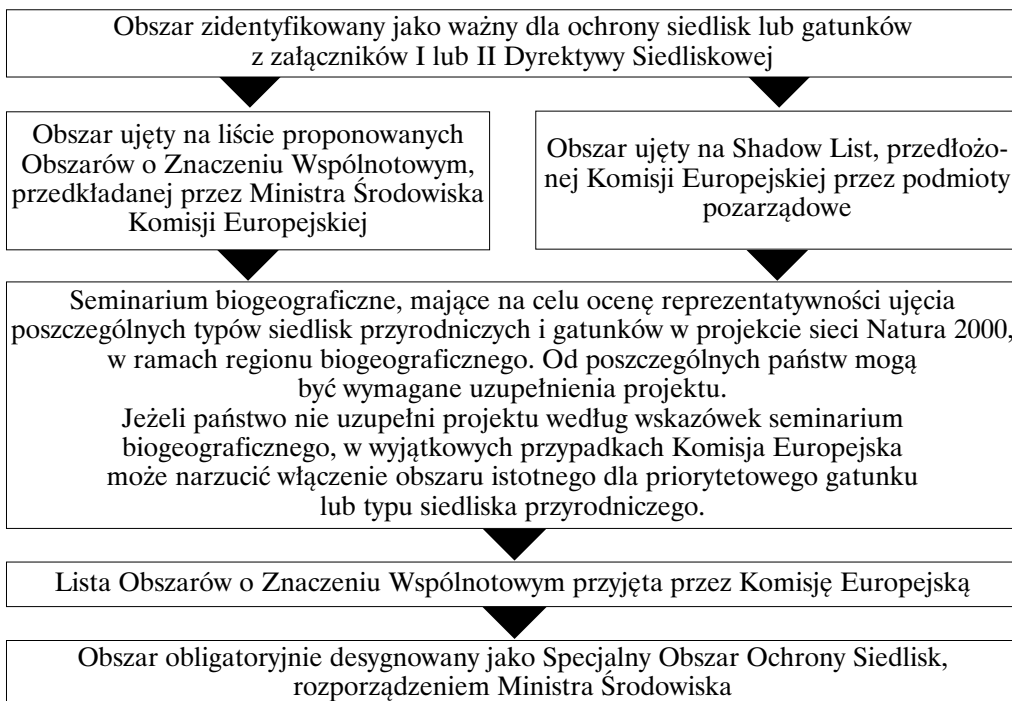 Obszar zidentyfikowany jako ważny dla ochrony siedlisk lub gatunków
z załączników I lub II Dyrektywy Siedliskowej
Obszar ujęty na liście proponowanych
Obszarów o Znaczeniu Wspólnotowym,
przedkładanej przez Ministra Środowiska
Komisji Europejskiej
Obszar ujęty na Shadow List, przedłożo-
nej Komisji Europejskiej przez podmioty
pozarządowe
Seminarium biogeograficzne, mające na celu ocenę reprezentatywności ujęcia
poszczególnych typów siedlisk przyrodniczych i gatunków w projekcie sieci Natura 2000,
w ramach regionu biogeograficznego. Od poszczególnych państw mogą
być wymagane uzupełnienia projektu.
Jeżeli państwo nie uzupełni projektu według wskazówek seminarium
biogeograficznego, w wyjątkowych przypadkach Komisja Europejska
może narzucić włączenie obszaru istotnego dla priorytetowego gatunku
lub typu siedliska przyrodniczego.
Lista Obszarów o Znaczeniu Wspólnotowym przyjęta przez Komisję Europejską
Obszar obligatoryjnie desygnowany jako Specjalny Obszar Ochrony Siedlisk,
rozporządzeniem Ministra Środowiska